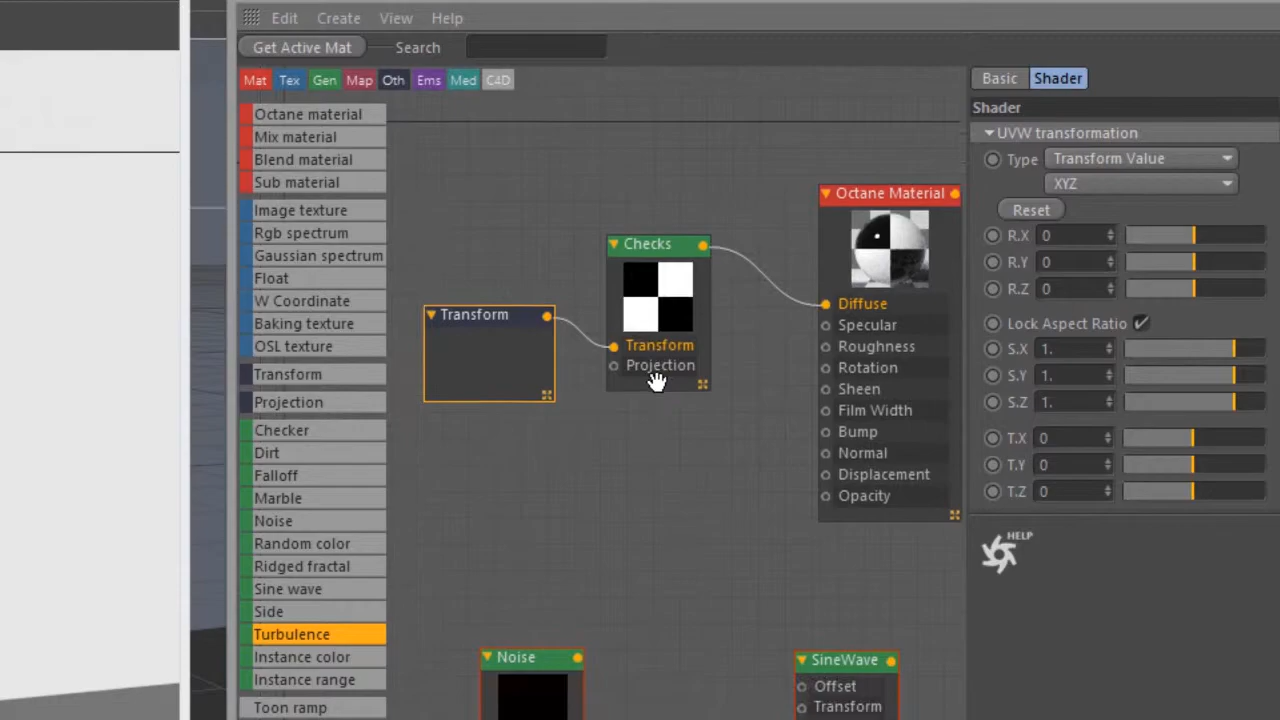 Edit Create View Help
Get Active Mat Search
Mat Tex Gen Map Oth Ems Med C4D
Octane material
Mix material
Blend material
Sub material
Image texture
Rgb spectrum
Gaussian spectrum
Float
W Coordinate
Baking texture
OSL texture
Transform
Projection
Checker
Dirt
Falloff
Marble
Noise
Random color
Ridged fractal
Sine wave
Side
Turbulence
Instance color
Instance range
Toon ramp
Transform
Checks
Transform
Projection
Octane Material
Diffuse
Specular
Roughness
Rotation
Sheen
Film Width
Bump
Normal
Displacement
Opacity
Noise
SineWave
Offset
Transform
Basic Shader
Shader
UVW transformation
Type Transform Value
XYZ
Reset
R.X 0
R.Y 0
R.Z 0
Lock Aspect Ratio
S.X 1.
S.Y 1.
S.Z 1.
T.X 0
T.Y 0
T.Z 0
HELP